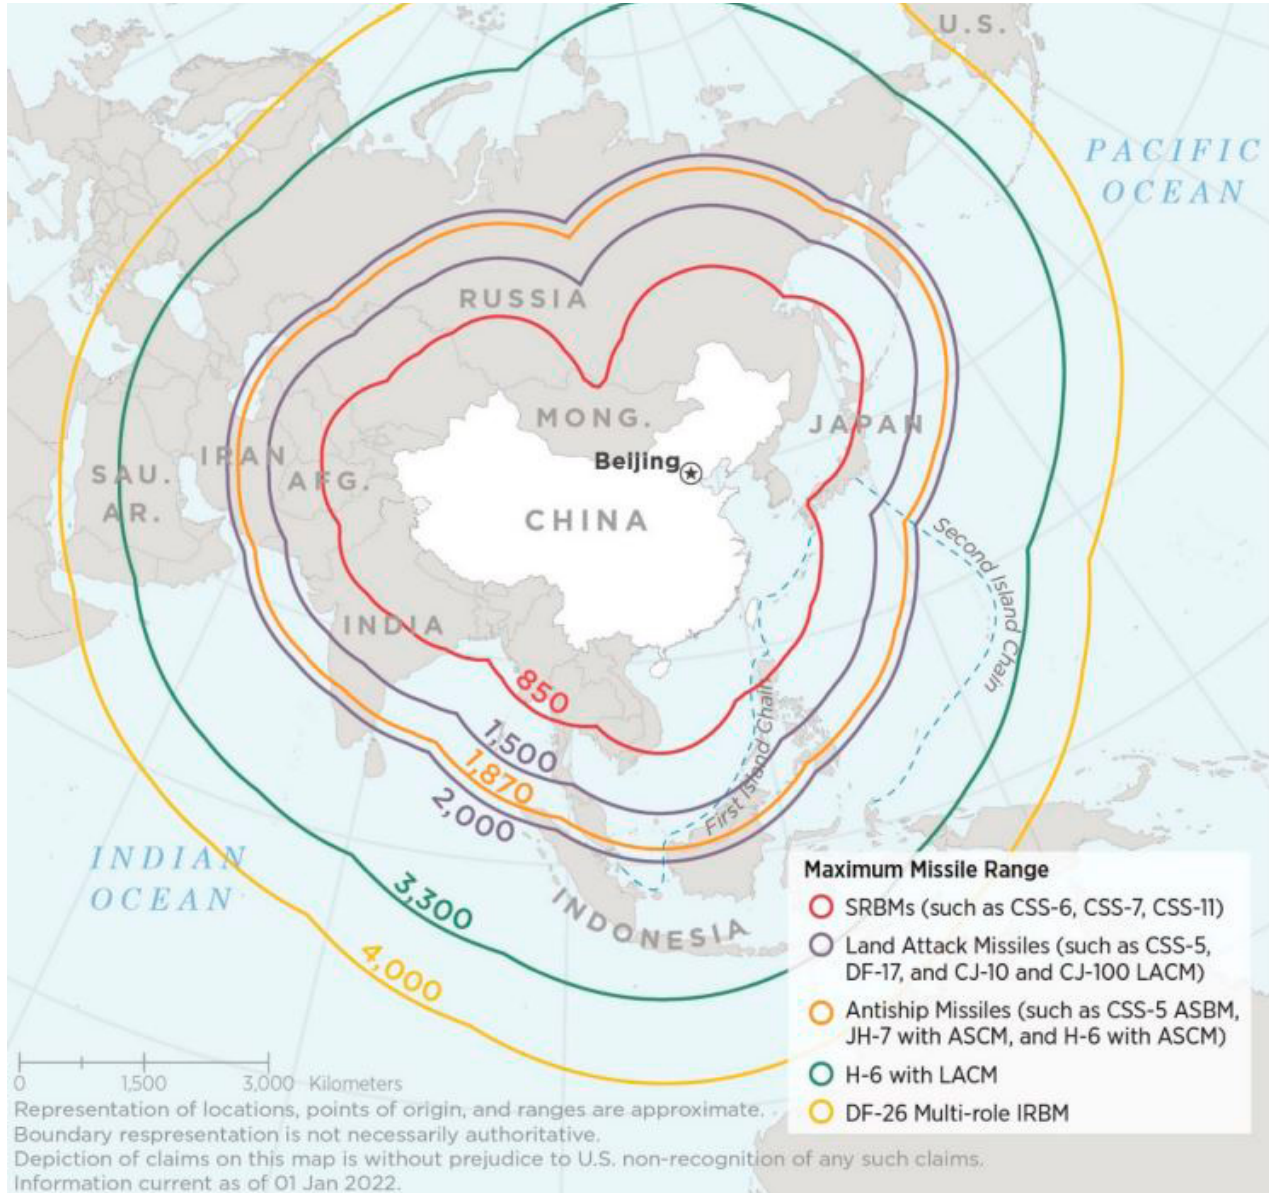 U.S.
PACIFIC
OCEAN
RUSSIA
MONG.
JAPAN
Beijing
IRAN
AFG.
SAU.
AR.
CHINA
Second Island Chain
INDIA
850
1,500
1,870
2,000
First Island Chain
INDIAN
OCEAN
3,300
4,000
INDONESIA
Maximum Missile Range
SRBMs (such as CSS-6, CSS-7, CSS-11)
Land Attack Missiles (such as CSS-5,
DF-17, and CJ-10 and CJ-100 LACM)
Antiship Missiles (such as CSS-5 ASBM,
JH-7 with ASCM, and H-6 with ASCM)
H-6 with LACM
DF-26 Multi-role IRBM
0 1,500 3,000 Kilometers
Representation of locations, points of origin, and ranges are approximate.
Boundary respresentation is not necessarily authoritative.
Depiction of claims on this map is without prejudice to U.S. non-recognition of any such claims.
Information current as of 01 Jan 2022.